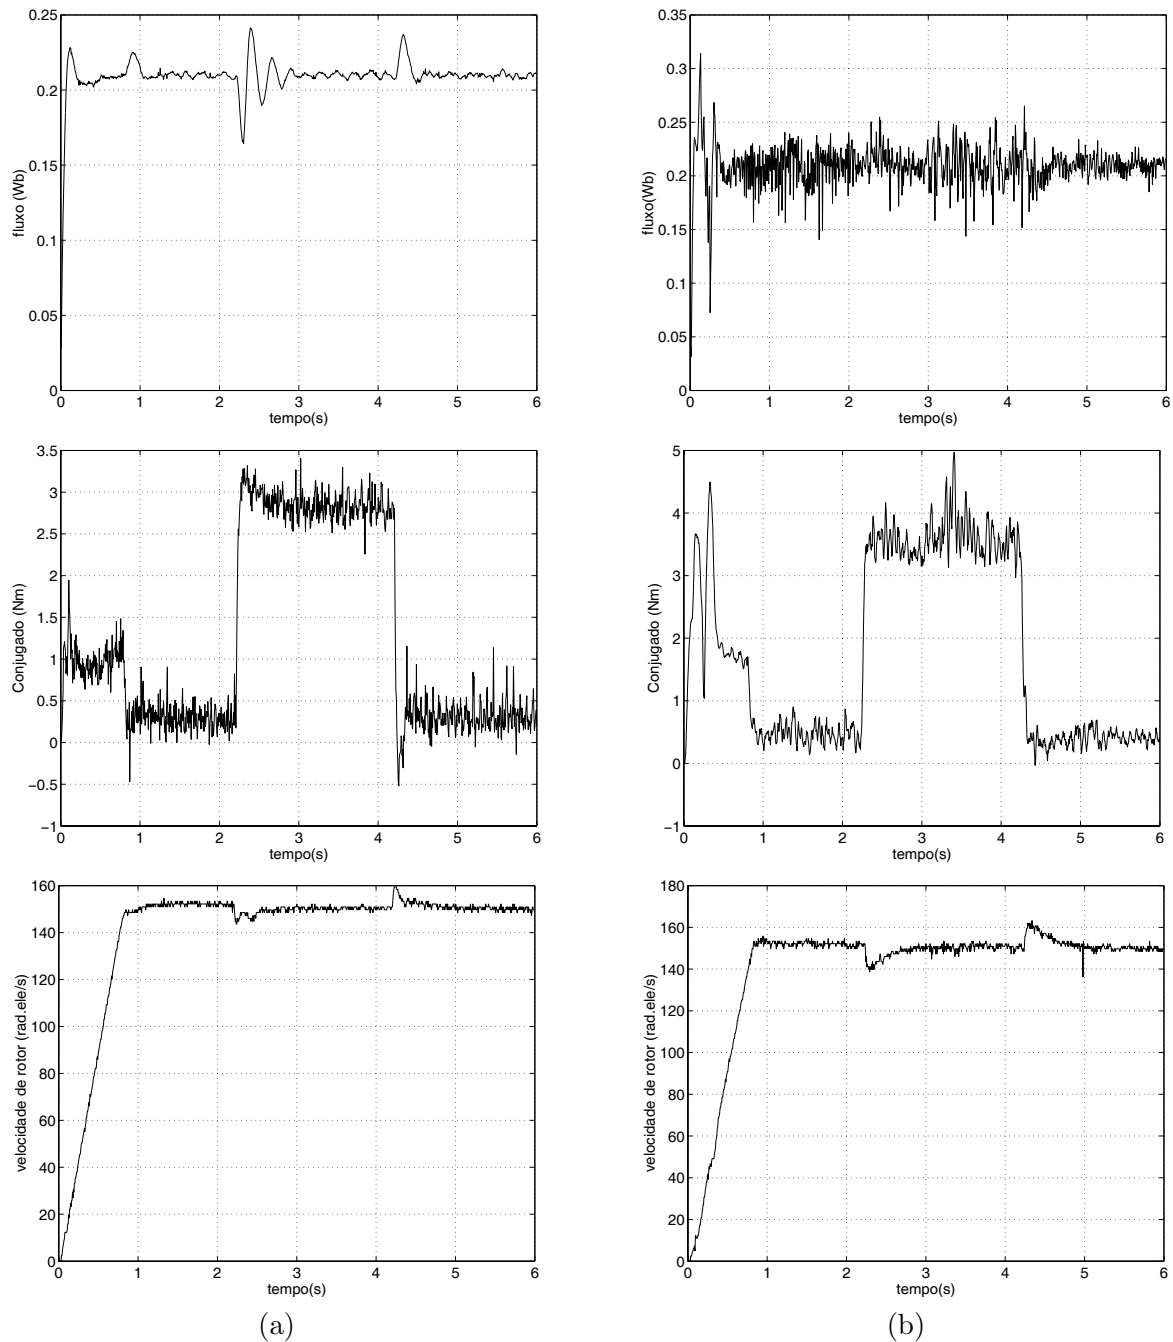 0.25
0.2
0.15
0.1
0.05
0
fluxo (Wb)
0 1 2 3 4 5 6
tempo(s)
0.35
0.3
0.25
0.2
0.15
0.1
0.05
0
fluxo(Wb)
0 1 2 3 4 5 6
tempo(s)
3.5
3
2.5
2
1.5
1
0.5
0
−0.5
−1
Conjugado (Nm)
0 1 2 3 4 5 6
tempo(s)
5
4
3
2
1
0
−1
Conjugado (Nm)
0 1 2 3 4 5 6
tempo(s)
160
140
120
100
80
60
40
20
0
velocidade de rotor (rad.ele/s)
0 1 2 3 4 5 6
tempo(s)
180
160
140
120
100
80
60
40
20
0
velocidade de rotor (rad.ele/s)
0 1 2 3 4 5 6
tempo(s)
(a)
(b)